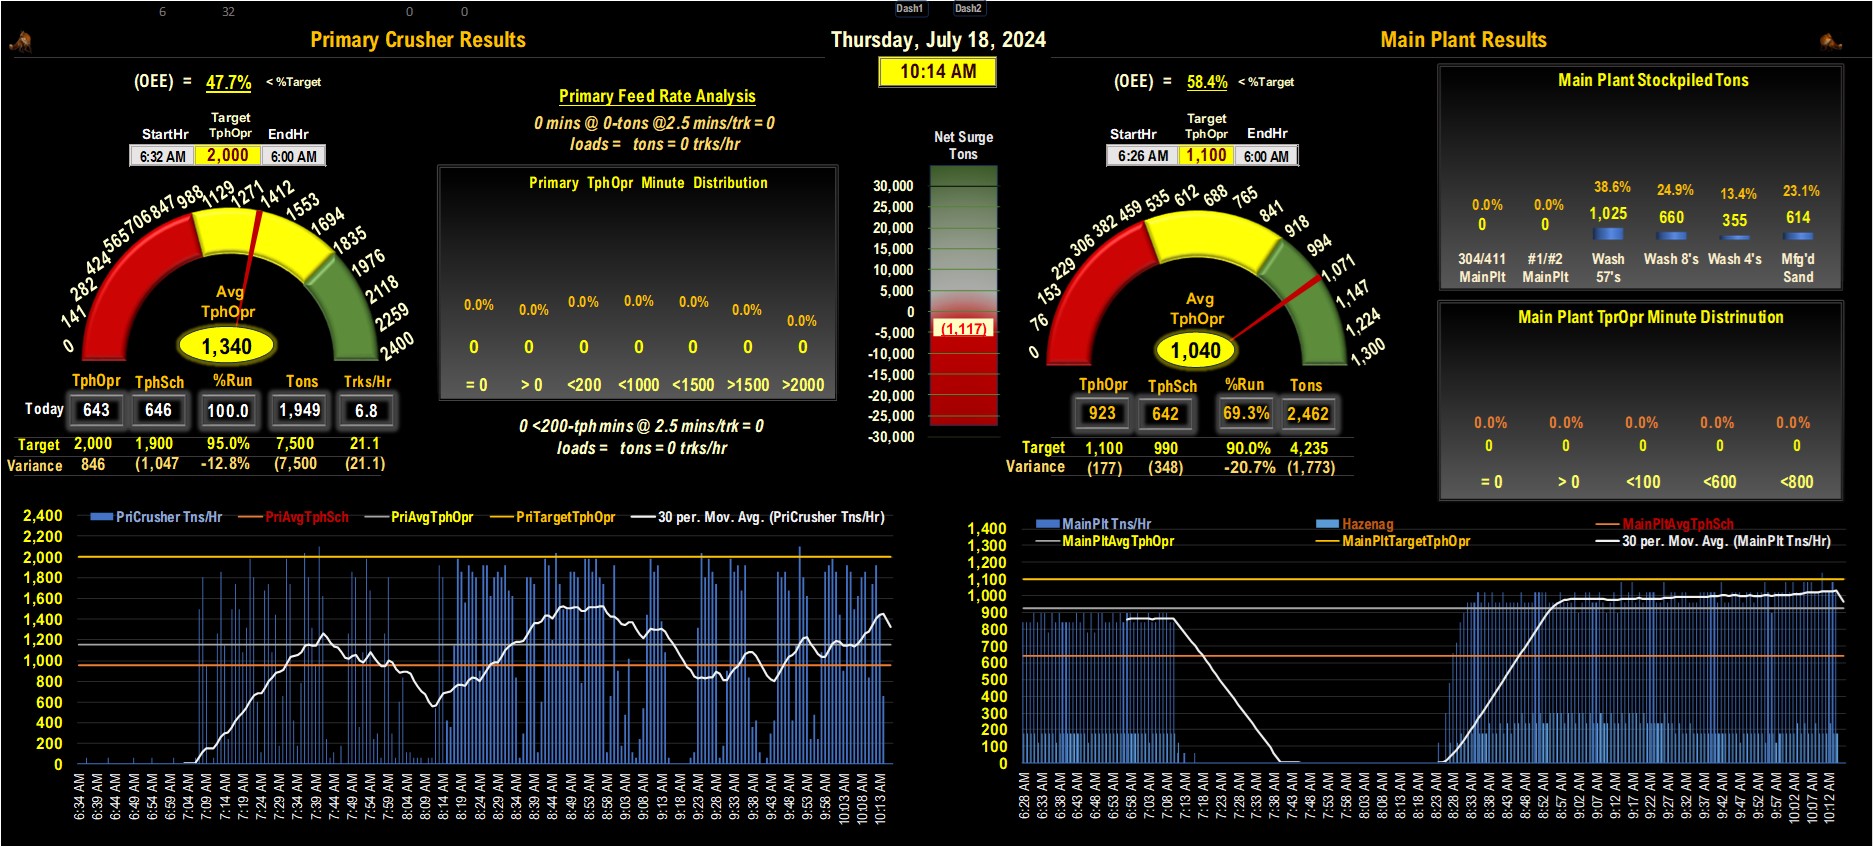 6 32 0 0 Dash1 Dash2
Primary Crusher Results
Thursday, July 18, 2024
Main Plant Results
10:14 AM
(OEE) = 47.7% < %Target
StartHr Target TphOpr EndHr
6:32 AM 2,000 6:00 AM
0 141 282 424 565 706 847 988 1129 1271 1412 1553 1694 1835 1976 2118 2259 2400
Avg
TphOpr
1,340
TphOpr TphSch %Run Tons Trks/Hr
Today 643 646 100.0 1,949 6.8
Target 2,000 1,900 95.0% 7,500 21.1
Variance 846 (1,047 -12.8% (7,500 (21.1)
Primary Feed Rate Analysis
0 mins @ 0-tons @2.5 mins/trk = 0
loads = tons = 0 trks/hr
Primary TphOpr Minute Distribution
0.0% 0.0% 0.0% 0.0% 0.0% 0.0% 0.0%
0 0 0 0 0 0 0
= 0 > 0 <200 <1000 <1500 >1500 >2000
0 <200-tph mins @ 2.5 mins/trk = 0
loads = tons = 0 trks/hr
Net Surge
Tons
30,000
25,000
20,000
15,000
10,000
5,000
0
-5,000
-10,000
-15,000
-20,000
-25,000
-30,000
(1,117)
(OEE) = 58.4% < %Target
StartHr Target TphOpr EndHr
6:26 AM 1,100 6:00 AM
0 76 153 229 306 382 459 535 612 688 765 841 918 994 1,071 1,147 1,224 1,300
Avg
TphOpr
1,040
TphOpr TphSch %Run Tons
923 642 69.3% 2,462
Target 1,100 990 90.0% 4,235
Variance (177) (348) -20.7% (1,773)
Main Plant Stockpiled Tons
0.0% 0.0% 38.6% 24.9% 13.4% 23.1%
0 0 1,025 660 355 614
304/411 #1/#2 Wash Wash 8's Wash 4's Mfg'd
MainPlt MainPlt 57's Sand
Main Plant TprOpr Minute Distrinution
0.0% 0.0% 0.0% 0.0% 0.0%
0 0 0 0 0
= 0 > 0 <100 <600 <800
PriCrusher Tns/Hr PriAvgTphSch PriAvgTphOpr PriTargetTphOpr 30 per. Mov. Avg. (PriCrusher Tns/Hr)
2,400
2,200
2,000
1,800
1,600
1,400
1,200
1,000
800
600
400
200
0
6:34 AM 6:39 AM 6:44 AM 6:49 AM 6:54 AM 6:59 AM 7:04 AM 7:09 AM 7:14 AM 7:24 AM 7:29 AM 7:34 AM 7:39 AM 7:44 AM 7:49 AM 7:54 AM 7:59 AM 8:04 AM 8:09 AM 8:14 AM 8:19 AM 8:24 AM 8:29 AM 8:34 AM 8:39 AM 8:44 AM 8:49 AM 8:53 AM 8:58 AM 9:03 AM 9:08 AM 9:13 AM 9:18 AM 9:23 AM 9:28 AM 9:33 AM 9:38 AM 9:43 AM 9:48 AM 9:53 AM 9:58 AM 10:03 AM 10:08 AM 10:13 AM
MainPlt Tns/Hr Hazenag MainPltAvgTphSch
MainPltAvgTphOpr MainPltTargetTphOpr 30 per. Mov. Avg. (MainPlt Tns/Hr)
1,400
1,300
1,200
1,100
1,000
900
800
700
600
500
400
300
200
100
0
6:28 AM 6:33 AM 6:38 AM 6:43 AM 6:48 AM 6:53 AM 6:58 AM 7:03 AM 7:08 AM 7:13 AM 7:18 AM 7:23 AM 7:28 AM 7:33 AM 7:38 AM 7:43 AM 7:48 AM 7:53 AM 7:58 AM 8:03 AM 8:06 AM 8:13 AM 8:18 AM 8:23 AM 8:28 AM 8:38 AM 8:43 AM 8:48 AM 8:52 AM 8:57 AM 9:02 AM 9:07 AM 9:12 AM 9:17 AM 9:22 AM 9:27 AM 9:32 AM 9:37 AM 9:42 AM 9:47 AM 9:52 AM 9:57 AM 10:02 AM 10:07 AM 10:12 AM